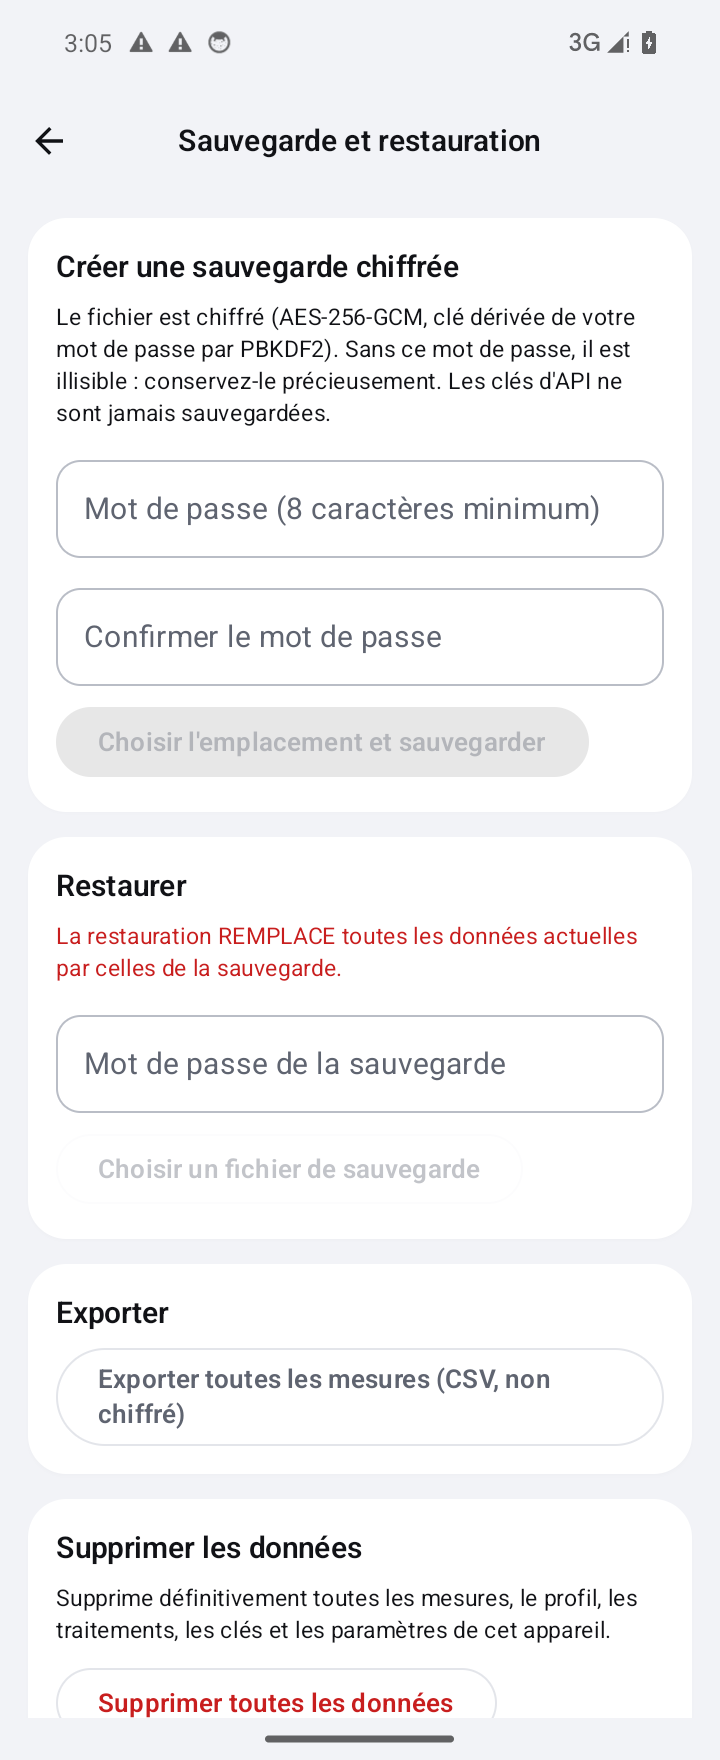 3:05
3G
Sauvegarde et restauration
Créer une sauvegarde chiffrée
Le fichier est chiffré (AES-256-GCM, clé dérivée de votre
mot de passe par PBKDF2). Sans ce mot de passe, il est
illisible : conservez-le précieusement. Les clés d'API ne
sont jamais sauvegardées.
Mot de passe (8 caractères minimum)
Confirmer le mot de passe
Choisir l'emplacement et sauvegarder
Restaurer
La restauration REMPLACE toutes les données actuelles
par celles de la sauvegarde.
Mot de passe de la sauvegarde
Choisir un fichier de sauvegarde
Exporter
Exporter toutes les mesures (CSV, non
chiffré)
Supprimer les données
Supprime définitivement toutes les mesures, le profil, les
traitements, les clés et les paramètres de cet appareil.
Supprimer toutes les données